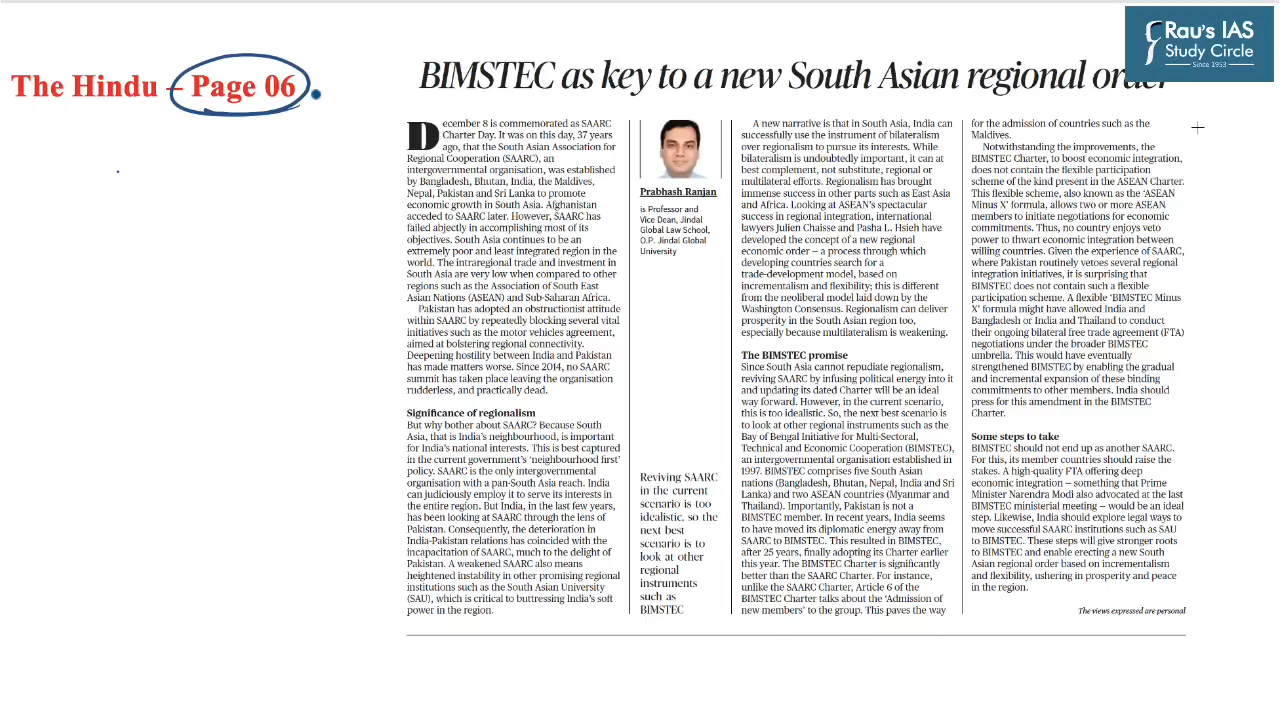 Rau's IAS
Study Circle
Since 1953
The Hindu – Page 06
BIMSTEC as key to a new South Asian regional order
December 8 is commemorated as SAARC
Charter Day. It was on this day, 37 years
ago, that the South Asian Association for
Regional Cooperation (SAARC), an
intergovernmental organisation, was established
by Bangladesh, Bhutan, India, the Maldives,
Nepal, Pakistan and Sri Lanka to promote
economic growth in South Asia. Afghanistan
acceded to SAARC later. However, SAARC has
failed abjectly in accomplishing most of its
objectives. South Asia continues to be an
extremely poor and least integrated region in the
world. The intraregional trade and investment in
South Asia are very low when compared to other
regions such as the Association of South East
Asian Nations (ASEAN) and Sub-Saharan Africa.
Pakistan has adopted an obstructionist attitude
within SAARC by repeatedly blocking several vital
initiatives such as the motor vehicles agreement,
aimed at bolstering regional connectivity.
Deepening hostility between India and Pakistan
has made matters worse. Since 2014, no SAARC
summit has taken place leaving the organisation
rudderless, and practically dead.
Significance of regionalism
But why bother about SAARC? Because South
Asia, that is India's neighbourhood, is important
for India's national interests. This is best captured
in the current government's 'neighbourhood first'
policy. SAARC is the only intergovernmental
organisation with a pan-South Asia reach. India
can judiciously employ it to serve its interests in
the entire region. But India, in the last few years,
has been looking at SAARC through the lens of
Pakistan. Consequently, the deterioration in
India-Pakistan relations has coincided with the
incapacitation of SAARC, much to the delight of
Pakistan. A weakened SAARC also means
heightened instability in other promising regional
institutions such as the South Asian University
(SAU), which is critical to buttressing India's soft
power in the region.
Prabhash Ranjan
is Professor and
Vice Dean, Jindal
Global Law School,
O.P. Jindal Global
University
Reviving SAARC
in the current
scenario is too
idealistic, so the
next best
scenario is to
look at other
regional
instruments
such as
BIMSTEC
A new narrative is that in South Asia, India can
successfully use the instrument of bilateralism
over regionalism to pursue its interests. While
bilateralism is undoubtedly important, it can at
best complement, not substitute, regional or
multilateral efforts. Regionalism has brought
immense success in other parts such as East Asia
and Africa. Looking at ASEAN's spectacular
success in regional integration, international
lawyers Julien Chaisse and Pasha L. Hsieh have
developed the concept of a new regional
economic order – a process through which
developing countries search for a
trade-development model, based on
incrementalism and flexibility; this is different
from the neoliberal model laid down by the
Washington Consensus. Regionalism can deliver
prosperity in the South Asian region too,
especially because multilateralism is weakening.
The BIMSTEC promise
Since South Asia cannot repudiate regionalism,
reviving SAARC by infusing political energy into it
and updating its dated Charter will be an ideal
way forward. However, in the current scenario,
this is too idealistic. So, the next best scenario is
to look at other regional instruments such as the
Bay of Bengal Initiative for Multi-Sectoral,
Technical and Economic Cooperation (BIMSTEC),
an intergovernmental organisation established in
1997. BIMSTEC comprises five South Asian
nations (Bangladesh, Bhutan, Nepal, India and Sri
Lanka) and two ASEAN countries (Myanmar and
Thailand). Importantly, Pakistan is not a
BIMSTEC member. In recent years, India seems
to have moved its diplomatic energy away from
SAARC to BIMSTEC. This resulted in BIMSTEC,
after 25 years, finally adopting its Charter earlier
this year. The BIMSTEC Charter is significantly
better than the SAARC Charter. For instance,
unlike the SAARC Charter, Article 6 of the
BIMSTEC Charter talks about the 'Admission of
new members' to the group. This paves the way
for the admission of countries such as the
Maldives.
Notwithstanding the improvements, the
BIMSTEC Charter, to boost economic integration,
does not contain the flexible participation
scheme of the kind present in the ASEAN Charter.
This flexible scheme, also known as the 'ASEAN
Minus X' formula, allows two or more ASEAN
members to initiate negotiations for economic
commitments. Thus, no country enjoys veto
power to thwart economic integration between
willing countries. Given the experience of SAARC,
where Pakistan routinely vetoes several regional
integration initiatives, it is surprising that
BIMSTEC does not contain such a flexible
participation scheme. A flexible 'BIMSTEC Minus
X' formula might have allowed India and
Bangladesh or India and Thailand to conduct
their ongoing bilateral free trade agreement (FTA)
negotiations under the broader BIMSTEC
umbrella. This would have eventually
strengthened BIMSTEC by enabling the gradual
and incremental expansion of these binding
commitments to other members. India should
press for this amendment in the BIMSTEC
Charter.
Some steps to take
BIMSTEC should not end up as another SAARC.
For this, its member countries should raise the
stakes. A high-quality FTA offering deep
economic integration – something that Prime
Minister Narendra Modi also advocated at the last
BIMSTEC ministerial meeting – would be an ideal
step. Likewise, India should explore legal ways to
move successful SAARC institutions such as SAU
to BIMSTEC. These steps will give stronger roots
to BIMSTEC and enable erecting a new South
Asian regional order based on incrementalism
and flexibility, ushering in prosperity and peace
in the region.
The views expressed are personal